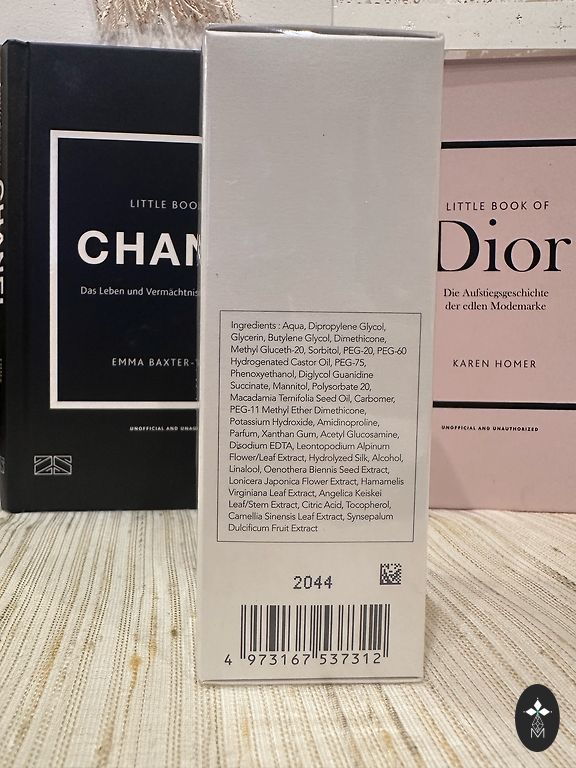 LITTLE BOO
CHAN
Das Leben und Vermächtnis
EMMA BAXTER-
UNOFFICIAL AND
LITTLE BOOK OF
Dior
Die Aufstiegsgeschichte
der edlen Modemarke
KAREN HOMER
UNOFFICIAL AND UNAUTHORIZED
Ingredients : Aqua, Dipropylene Glycol,
Glycerin, Butylene Glycol, Dimethicone,
Methyl Gluceth-20, Sorbitol, PEG-20, PEG-60
Hydrogenated Castor Oil, PEG-75,
Phenoxyethanol, Diglycol Guanidine
Succinate, Mannitol, Polysorbate 20,
Macadamia Ternifolia Seed Oil, Carbomer,
PEG-11 Methyl Ether Dimethicone,
Potassium Hydroxide, Amidinoproline,
Parfum, Xanthan Gum, Acetyl Glucosamine,
Disodium EDTA, Leontopodium Alpinum
Flower/Leaf Extract, Hydrolyzed Silk, Alcohol,
Linalool, Oenothera Biennis Seed Extract,
Lonicera Japonica Flower Extract, Hamamelis
Virginiana Leaf Extract, Angelica Keiskei
Leaf/Stem Extract, Citric Acid, Tocopherol,
Camellia Sinensis Leaf Extract, Synsepalum
Dulcificum Fruit Extract
2044
4 973167 537312